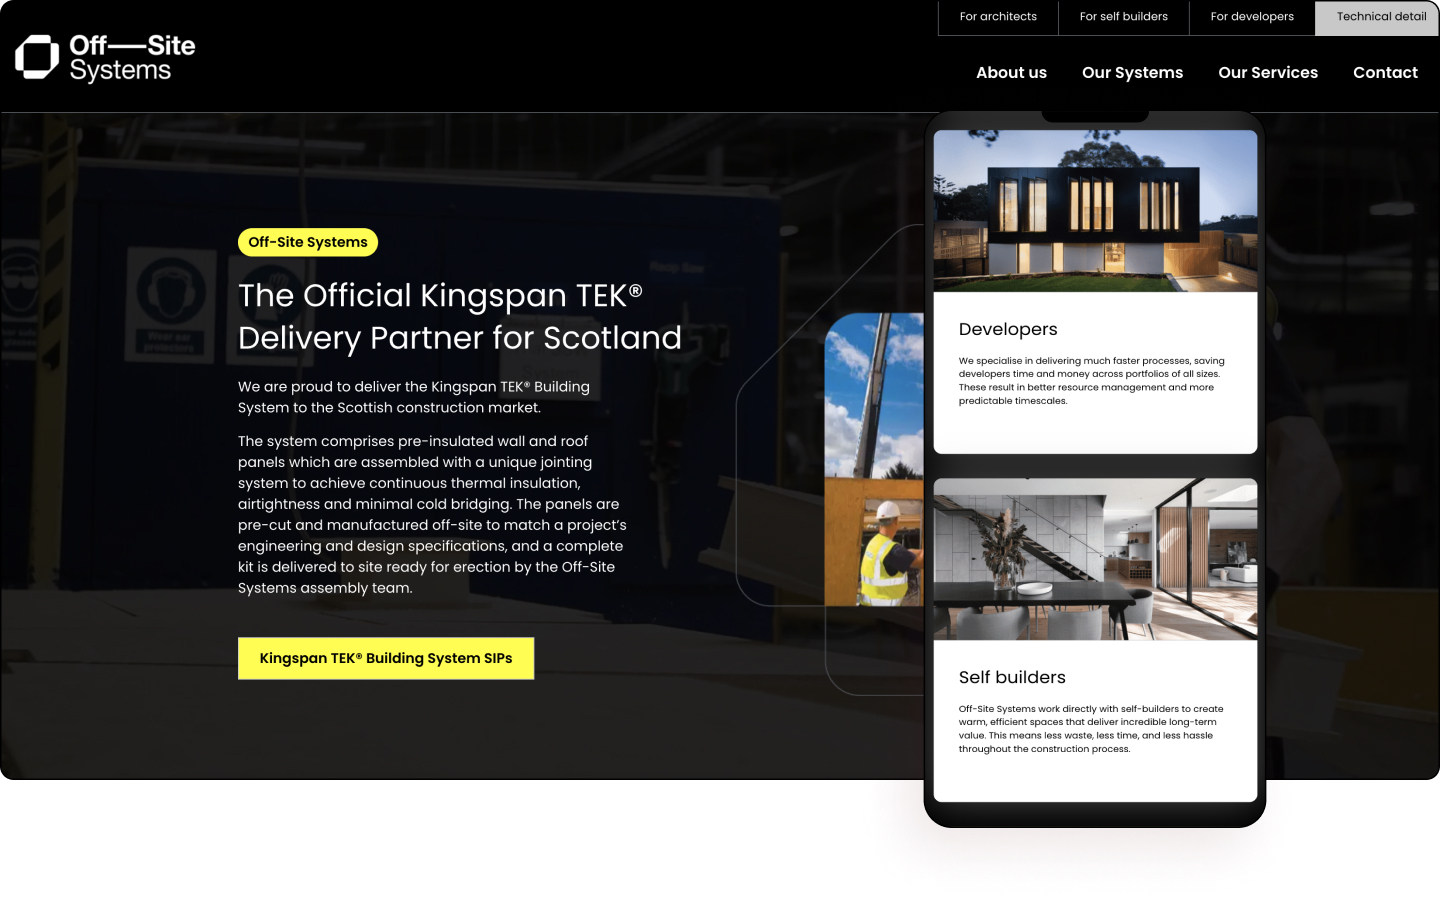 For architects
For self builders
For developers
Technical detail
Off—Site
Systems
About us
Our Systems
Our Services
Contact
Off-Site Systems
The Official Kingspan TEK®
Delivery Partner for Scotland
We are proud to deliver the Kingspan TEK® Building
System to the Scottish construction market.
The system comprises pre-insulated wall and roof
panels which are assembled with a unique jointing
system to achieve continuous thermal insulation,
airtightness and minimal cold bridging. The panels are
pre-cut and manufactured off-site to match a project's
engineering and design specifications, and a complete
kit is delivered to site ready for erection by the Off-Site
Systems assembly team.
Kingspan TEK® Building System SIPs
Wear ear
protectors
Developers
We specialise in delivering much faster processes, saving
developers time and money across portfolios of all sizes.
These result in better resource management and more
predictable timescales.
Self builders
Off-Site Systems work directly with self-builders to create
warm, efficient spaces that deliver incredible long-term
value. This means less waste, less time, and less hassle
throughout the construction process.